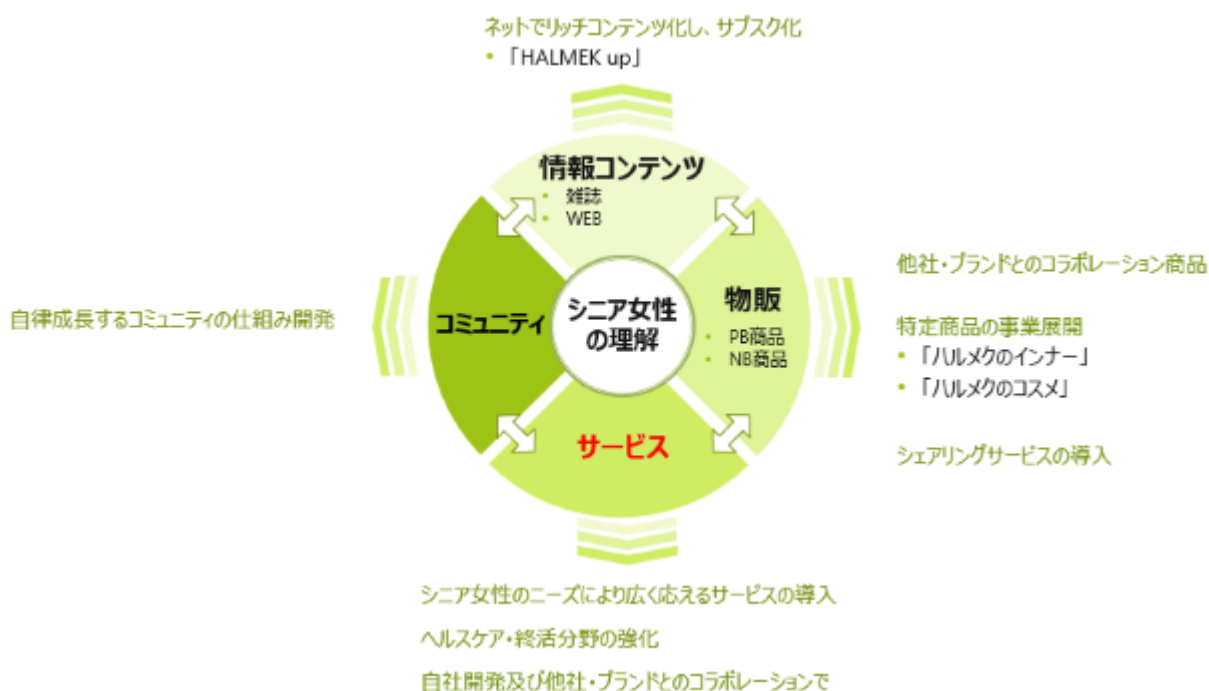 ネットでリッチコンテンツ化し、サブスク化
• 「HALMEK up」
情報コンテンツ
• 雑誌
• WEB
他社・ブランドとのコラボレーション商品
特定商品の事業展開
• 「ハルメクのインナー」
• 「ハルメクのコスメ」
シェアリングサービスの導入
物販
• PB商品
• NB商品
シニア女性
の理解
コミュニティ
自律成長するコミュニティの仕組み開発
サービス
シニア女性のニーズにより広く応えるサービスの導入
ヘルスケア・終活分野の強化
自社開発及び他社・ブランドとのコラボレーションで